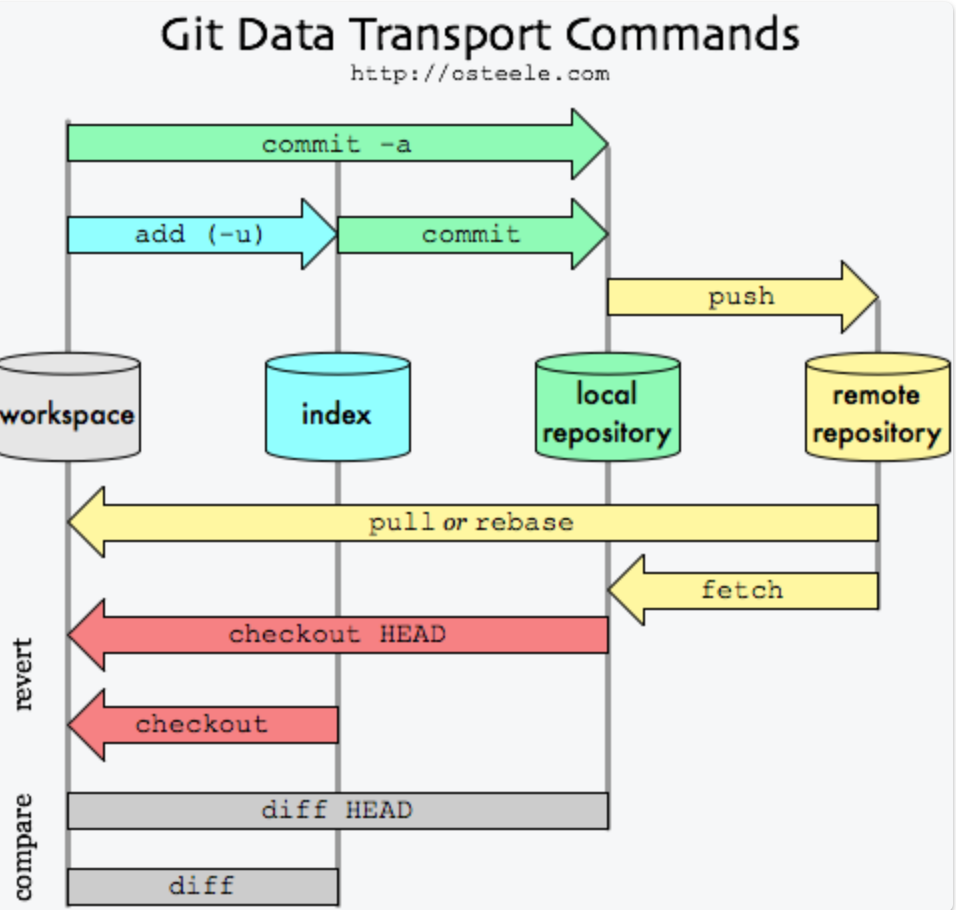 Git Data Transport Commands
http://osteele.com
commit -a
add (-u)
commit
push
workspace
index
local
repository
remote
repository
pull or rebase
fetch
revert
checkout HEAD
checkout
compare
diff HEAD
diff